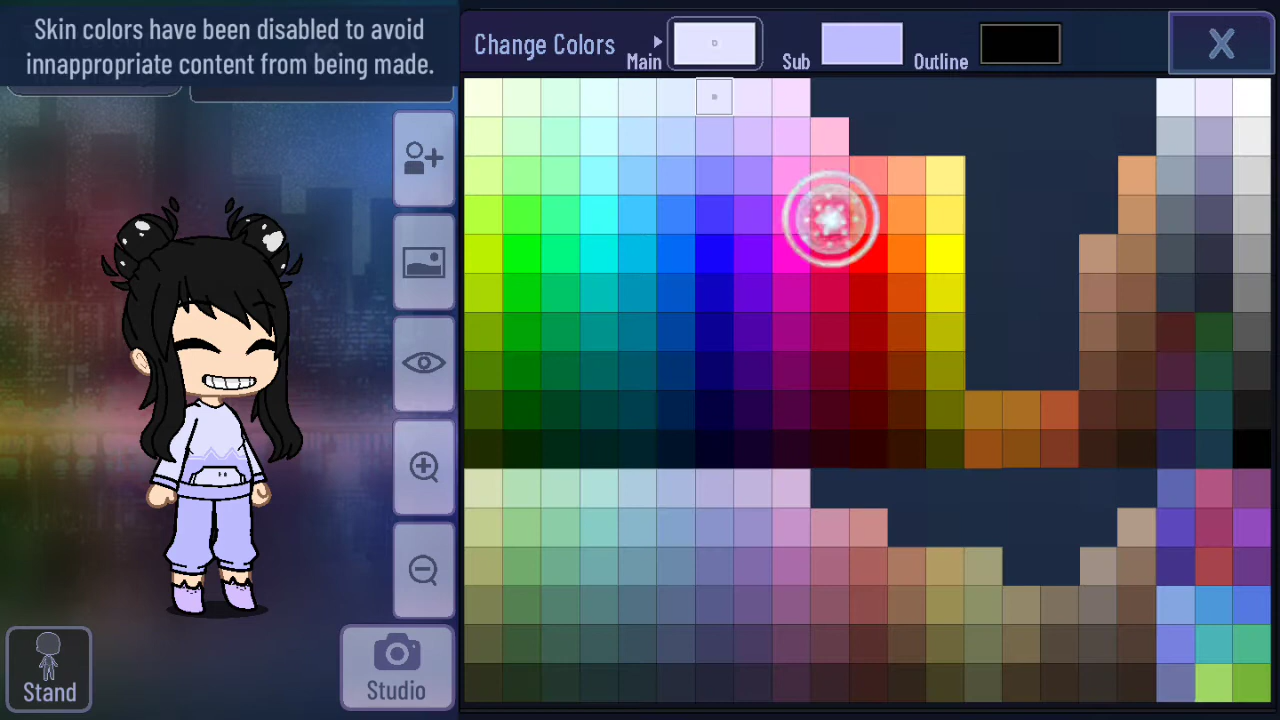 Skin colors have been disabled to avoid
innappropriate content from being made.
Change Colors
Main
Sub
Outline
X
Stand
Studio